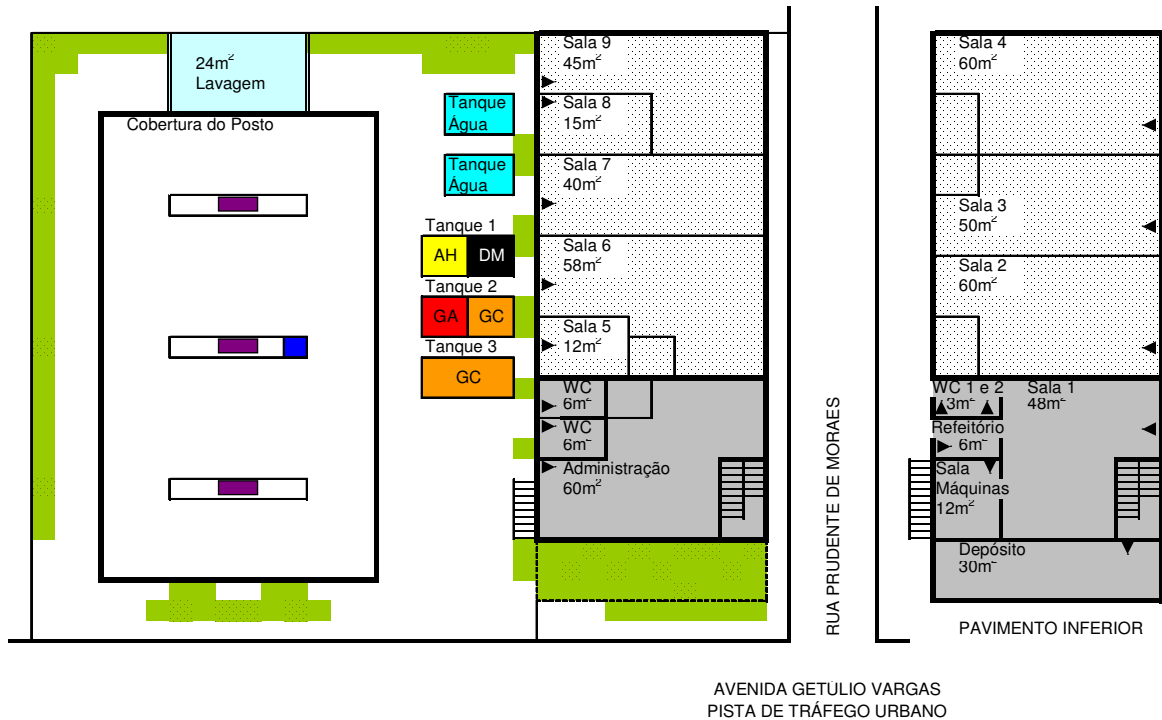 24m²
Lavagem
Cobertura do Posto
Tanque
Água
Tanque
Água
Tanque 1
AH
DM
Tanque 2
GA
GC
Tanque 3
GC
Sala 9
45m²
Sala 8
15m²
Sala 7
40m²
Sala 6
58m²
Sala 5
12m²
WC
6m²
WC
6m²
Administração
60m²
RUA PRUDENTE DE MORAES
Sala 4
60m²
Sala 3
50m²
Sala 2
60m²
WC 1 e 2
3m²
Sala 1
48m²
Refeitório
6m²
Sala
Máquinas
12m²
Depósito
30m²
PAVIMENTO INFERIOR
AVENIDA GETÚLIO VARGAS
PISTA DE TRÁFEGO URBANO